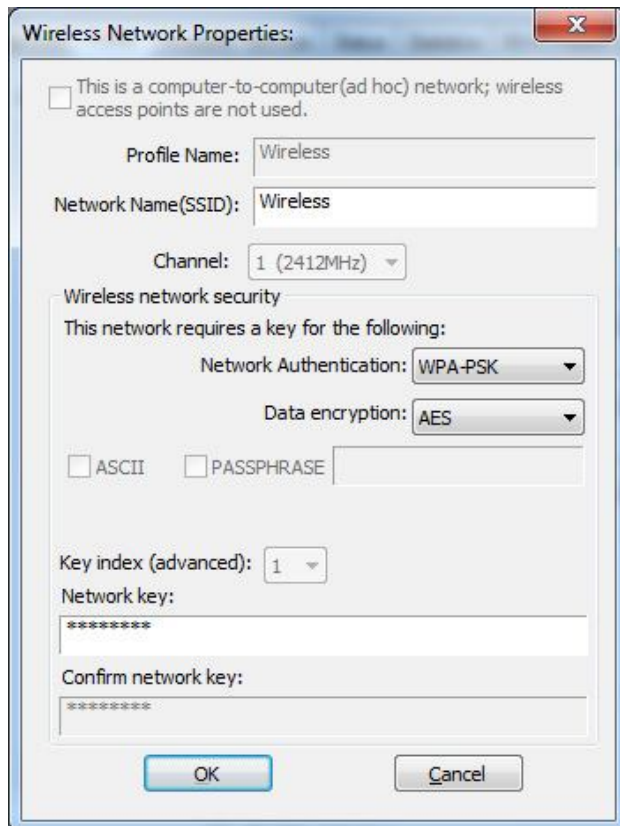 Wireless Network Properties:
This is a computer-to-computer(ad hoc) network; wireless
access points are not used.
Profile Name: Wireless
Network Name(SSID): Wireless
Channel: 1 (2412MHz)
Wireless network security
This network requires a key for the following:
Network Authentication: WPA-PSK
Data encryption: AES
ASCII PASSPHRASE
Key index (advanced): 1
Network key:
********
Confirm network key:
********
OK Cancel